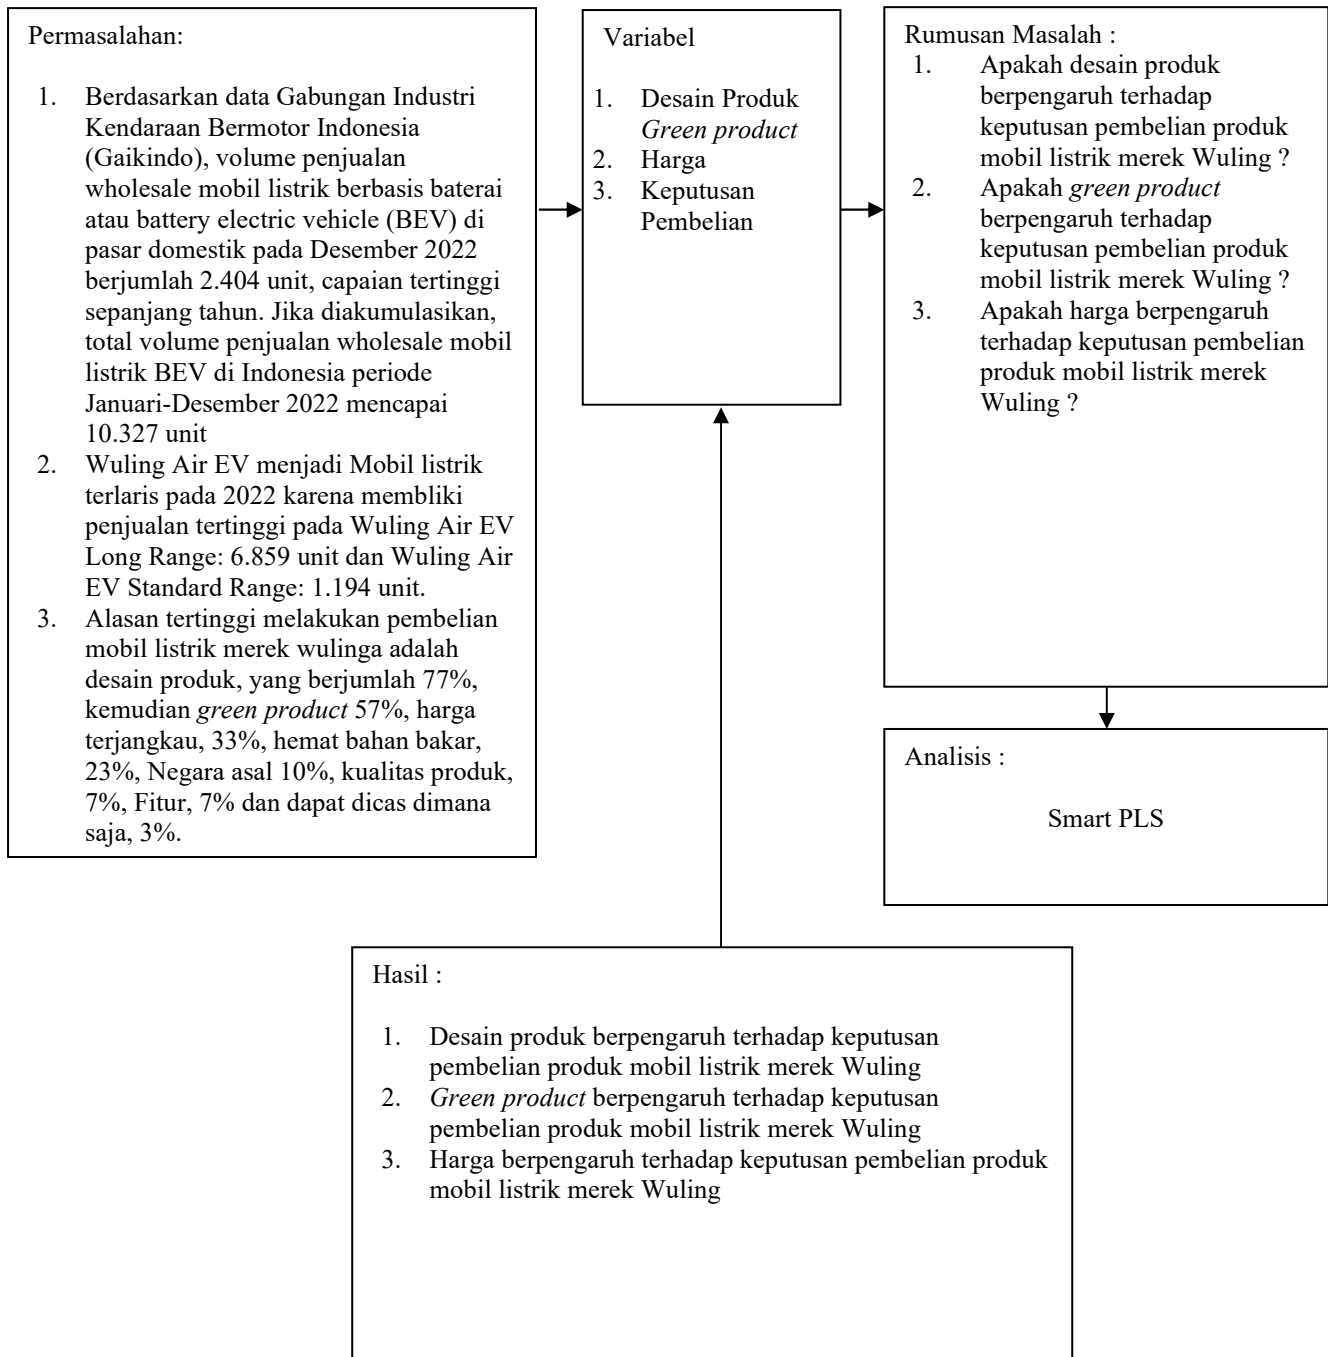 Permasalahan:
1. Berdasarkan data Gabungan Industri
Kendaraan Bermotor Indonesia
(Gaikindo), volume penjualan
wholesale mobil listrik berbasis baterai
atau battery electric vehicle (BEV) di
pasar domestik pada Desember 2022
berjumlah 2.404 unit, capaian tertinggi
sepanjang tahun. Jika diakumulasikan,
total volume penjualan wholesale mobil
listrik BEV di Indonesia periode
Januari-Desember 2022 mencapai
10.327 unit
2. Wuling Air EV menjadi Mobil listrik
terlaris pada 2022 karena membliki
penjualan tertinggi pada Wuling Air EV
Long Range: 6.859 unit dan Wuling Air
EV Standard Range: 1.194 unit.
3. Alasan tertinggi melakukan pembelian
mobil listrik merek wulinga adalah
desain produk, yang berjumlah 77%,
kemudian green product 57%, harga
terjangkau, 33%, hemat bahan bakar,
23%, Negara asal 10%, kualitas produk,
7%, Fitur, 7% dan dapat dicas dimana
saja, 3%.
Variabel
1. Desain Produk
Green product
2. Harga
3. Keputusan
Pembelian
Rumusan Masalah :
1. Apakah desain produk
berpengaruh terhadap
keputusan pembelian produk
mobil listrik merek Wuling ?
2. Apakah green product
berpengaruh terhadap
keputusan pembelian produk
mobil listrik merek Wuling ?
3. Apakah harga berpengaruh
terhadap keputusan pembelian
produk mobil listrik merek
Wuling ?
Analisis :
Smart PLS
Hasil :
1. Desain produk berpengaruh terhadap keputusan
pembelian produk mobil listrik merek Wuling
2. Green product berpengaruh terhadap keputusan
pembelian produk mobil listrik merek Wuling
3. Harga berpengaruh terhadap keputusan pembelian produk
mobil listrik merek Wuling